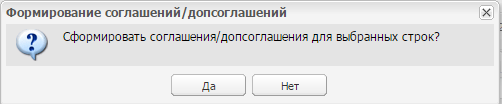 Формирование соглашений/допсоглашений
Сформировать соглашения/допсоглашения для выбранных строк?
Да Нет